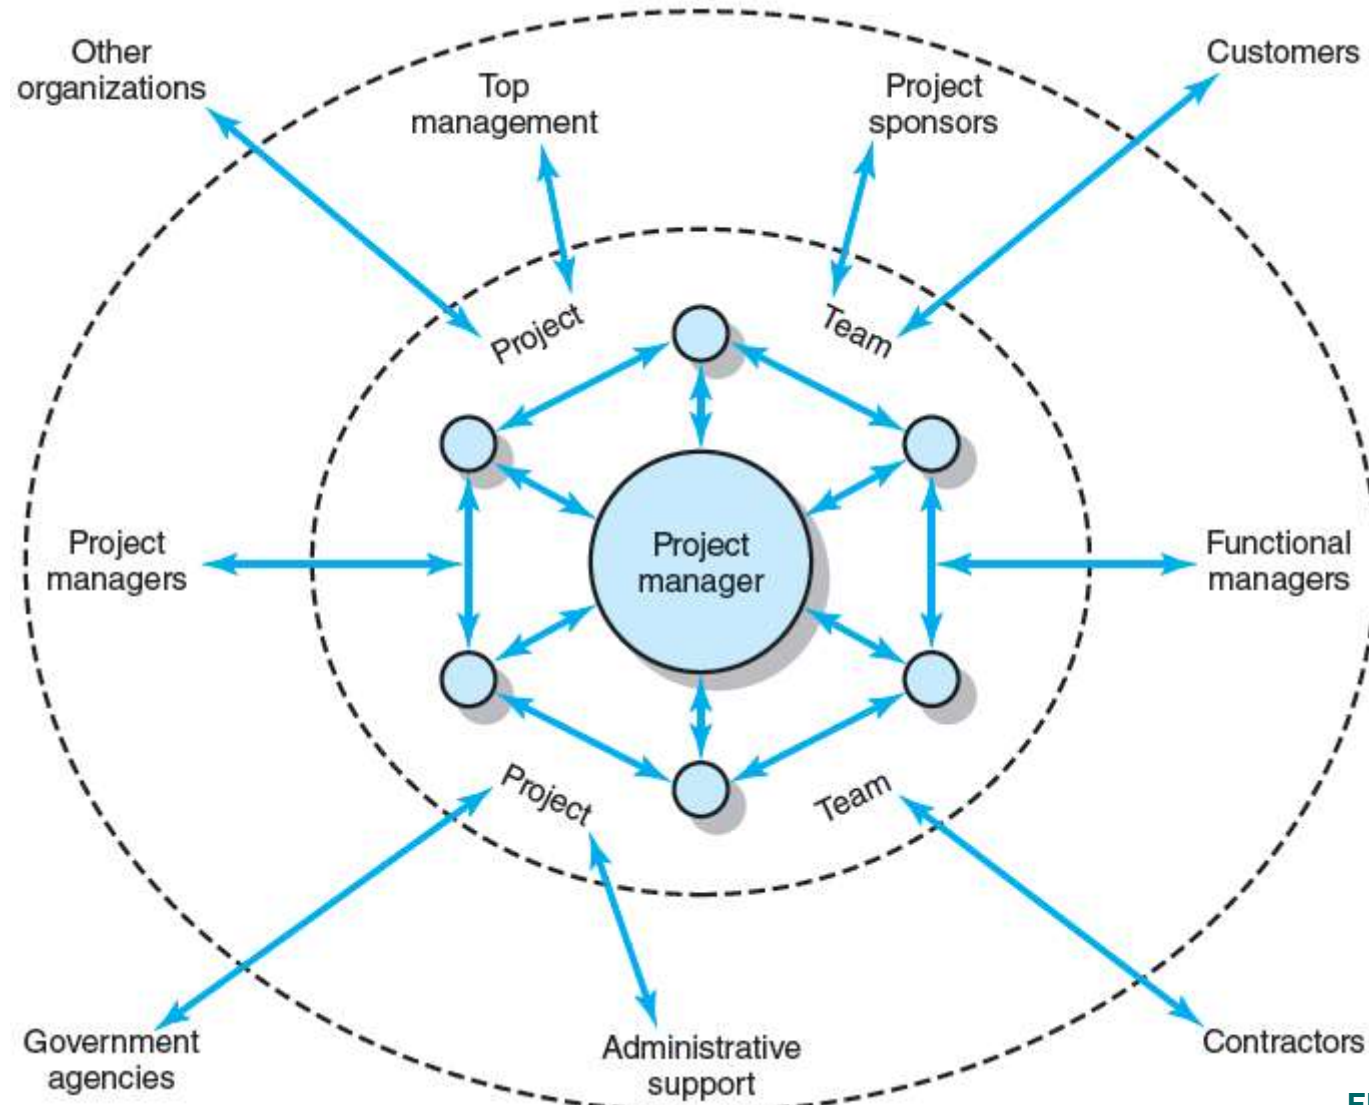 Other
organizations
Top
management
Project
sponsors
Customers
Project
Team
Project
managers
Project
manager
Functional
managers
Project
Team
Government
agencies
Administrative
support
Contractors